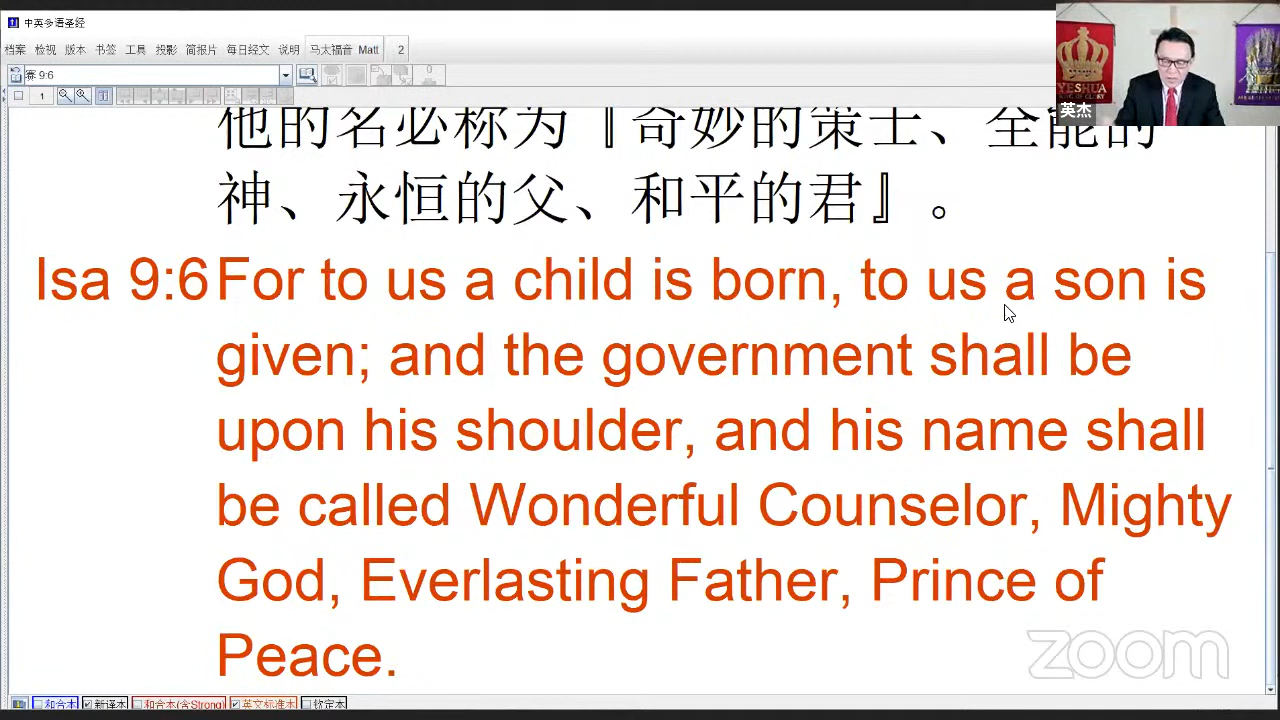 中英多语圣经
档案 检视 版本 书签 工具 投影 简报片 每日经文 说明 马太福音 Matt 2
赛 9:6
0
1
YESHUA
KING OF GLORY
英杰
他的名必称为『奇妙的策士、全能的
神、永恒的父、和平的君』。
Isa 9:6 For to us a child is born, to us a son is
given; and the government shall be
upon his shoulder, and his name shall
be called Wonderful Counselor, Mighty
God, Everlasting Father, Prince of
Peace.
zoom
和合本 新译本 和合本(含Strong) 英文标准本 钦定本